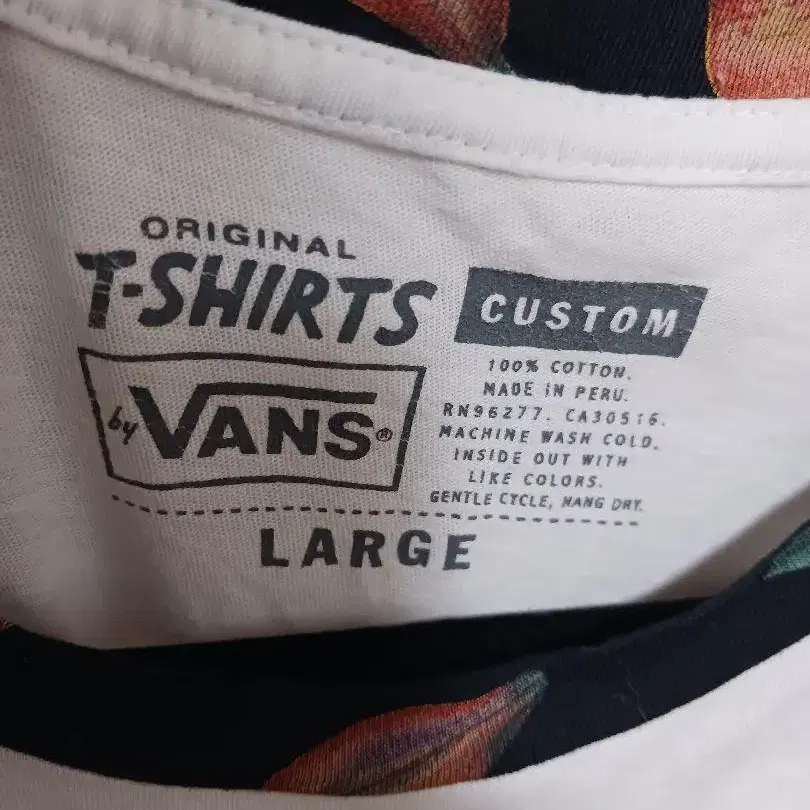 ORIGINAL
T-SHIRTS
by VANS®
CUSTOM
100% COTTON.
MADE IN PERU.
RN96277. CA30516.
MACHINE WASH COLD.
INSIDE OUT WITH
LIKE COLORS.
GENTLE CYCLE, HANG DRY.
LARGE